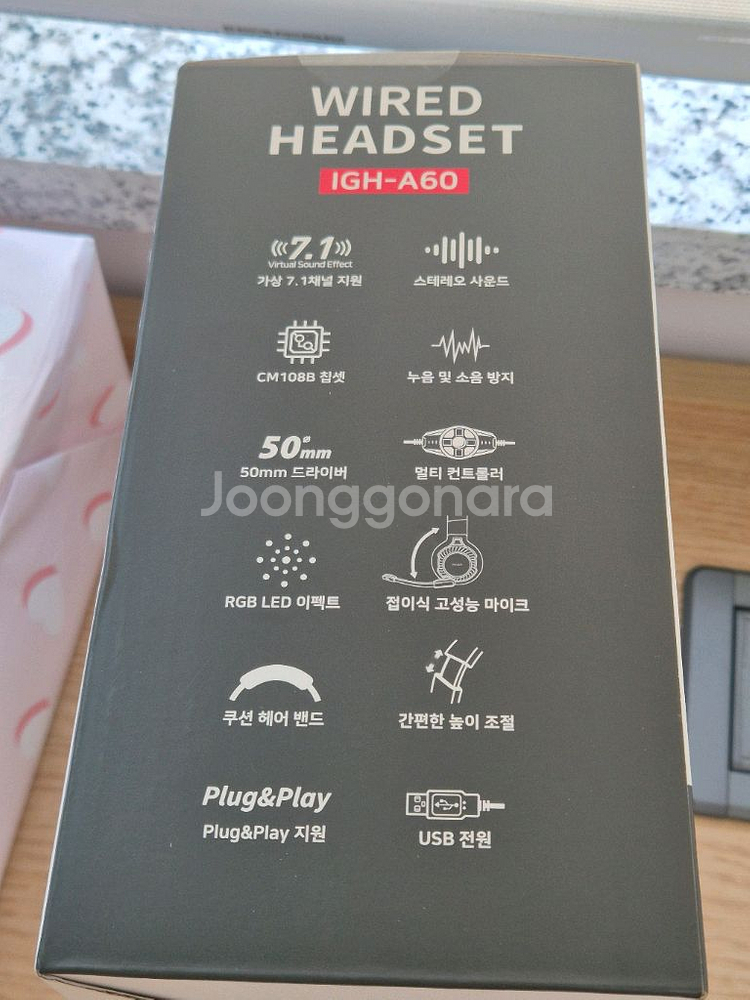 WIRED
HEADSET
IGH-A60
7.1
Virtual Sound Effect
가상 7.1채널 지원
스테레오 사운드
CM108B 칩셋
누음 및 소음 방지
50mm
50mm 드라이버
멀티 컨트롤러
Joonggonara
RGB LED 이펙트
접이식 고성능 마이크
쿠션 헤어 밴드
간편한 높이 조절
Plug&Play
Plug&Play 지원
USB 전원